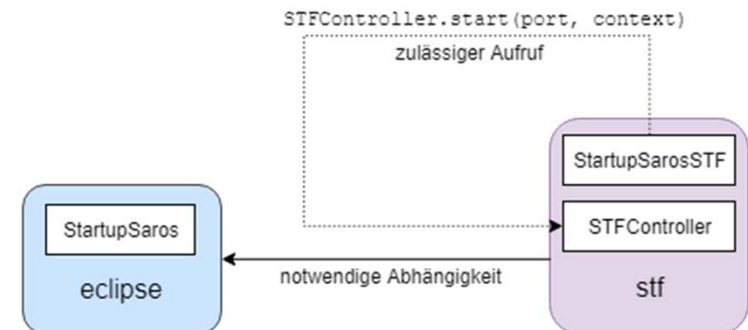 STFController.start(port, context)
zulässiger Aufruf
StartupSarosSTF
StartupSaros
STFController
notwendige Abhängigkeit
eclipse
stf